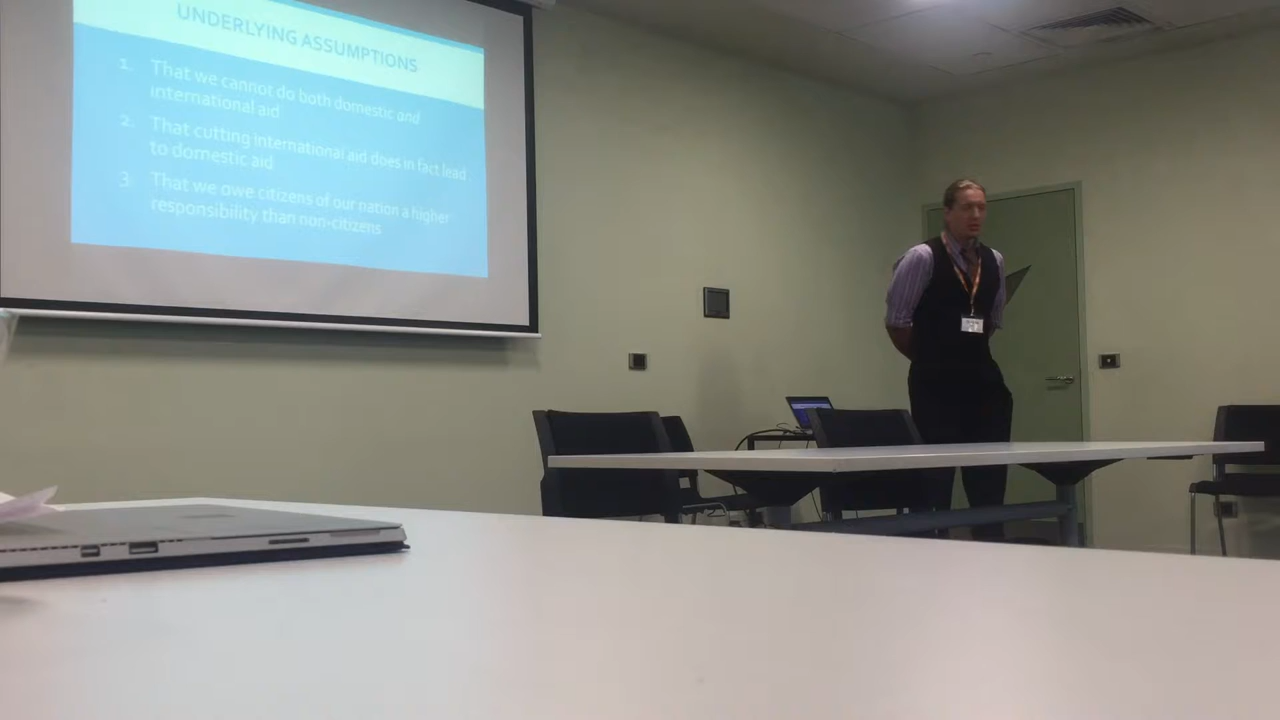 UNDERLYING ASSUMPTIONS
1. That we cannot do both domestic and
international aid
2. That cutting international aid does in fact lead
to domestic aid
3. That we owe citizens of our nation a higher
responsibility than non-citizens